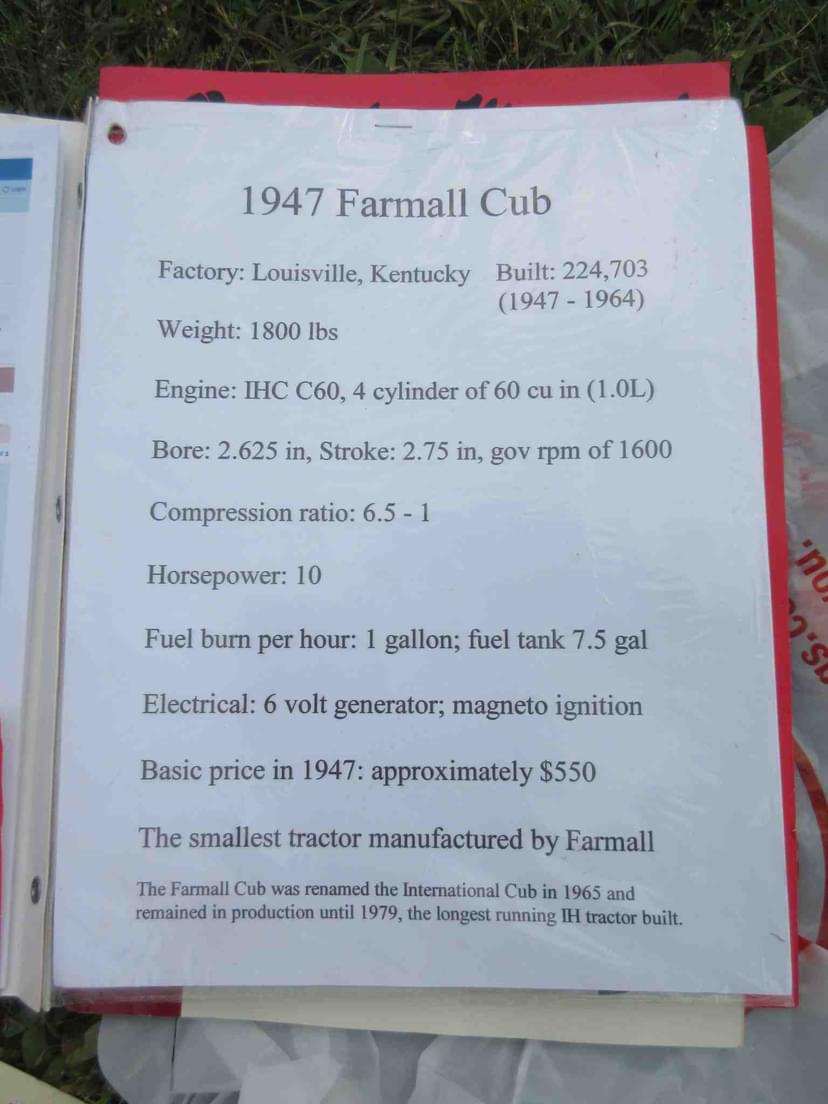 1947 Farmall Cub
Factory: Louisville, Kentucky Built: 224,703
(1947 - 1964)
Weight: 1800 lbs
Engine: IHC C60, 4 cylinder of 60 cu in (1.0L)
Bore: 2.625 in, Stroke: 2.75 in, gov rpm of 1600
Compression ratio: 6.5 - 1
Horsepower: 10
Fuel burn per hour: 1 gallon; fuel tank 7.5 gal
Electrical: 6 volt generator; magneto ignition
Basic price in 1947: approximately $550
The smallest tractor manufactured by Farmall
The Farmall Cub was renamed the International Cub in 1965 and
remained in production until 1979, the longest running IH tractor built.